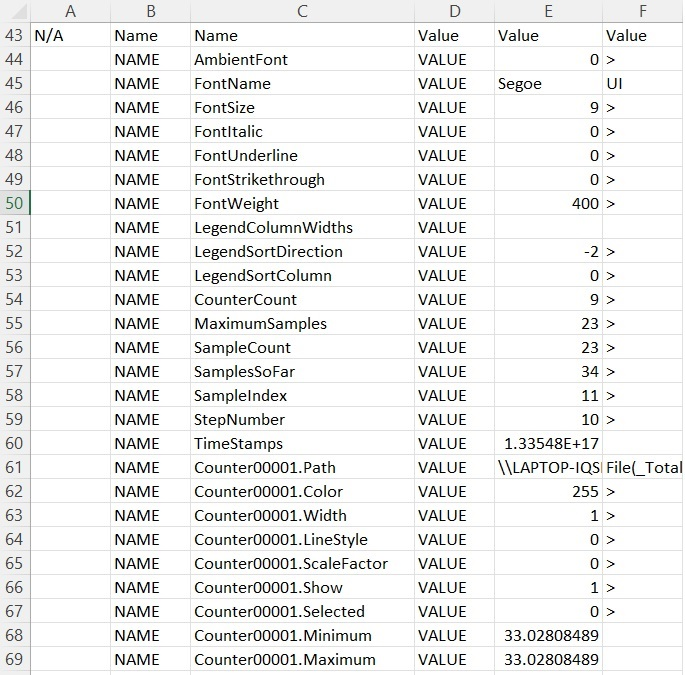 A B C D E F
43 N/A Name Name Value Value Value
44 NAME AmbientFont VALUE 0 >
45 NAME FontName VALUE Segoe UI
46 NAME FontSize VALUE 9 >
47 NAME FontItalic VALUE 0 >
48 NAME FontUnderline VALUE 0 >
49 NAME FontStrikethrough VALUE 0 >
50 NAME FontWeight VALUE 400 >
51 NAME LegendColumnWidths VALUE
52 NAME LegendSortDirection VALUE -2 >
53 NAME LegendSortColumn VALUE 0 >
54 NAME CounterCount VALUE 9 >
55 NAME MaximumSamples VALUE 23 >
56 NAME SampleCount VALUE 23 >
57 NAME SamplesSoFar VALUE 34 >
58 NAME SampleIndex VALUE 11 >
59 NAME StepNumber VALUE 10 >
60 NAME TimeStamps VALUE 1.33548E+17
61 NAME Counter00001.Path VALUE \\LAPTOP-IQS File(_Total
62 NAME Counter00001.Color VALUE 255 >
63 NAME Counter00001.Width VALUE 1 >
64 NAME Counter00001.LineStyle VALUE 0 >
65 NAME Counter00001.ScaleFactor VALUE 0 >
66 NAME Counter00001.Show VALUE 1 >
67 NAME Counter00001.Selected VALUE 0 >
68 NAME Counter00001.Minimum VALUE 33.02808489
69 NAME Counter00001.Maximum VALUE 33.02808489